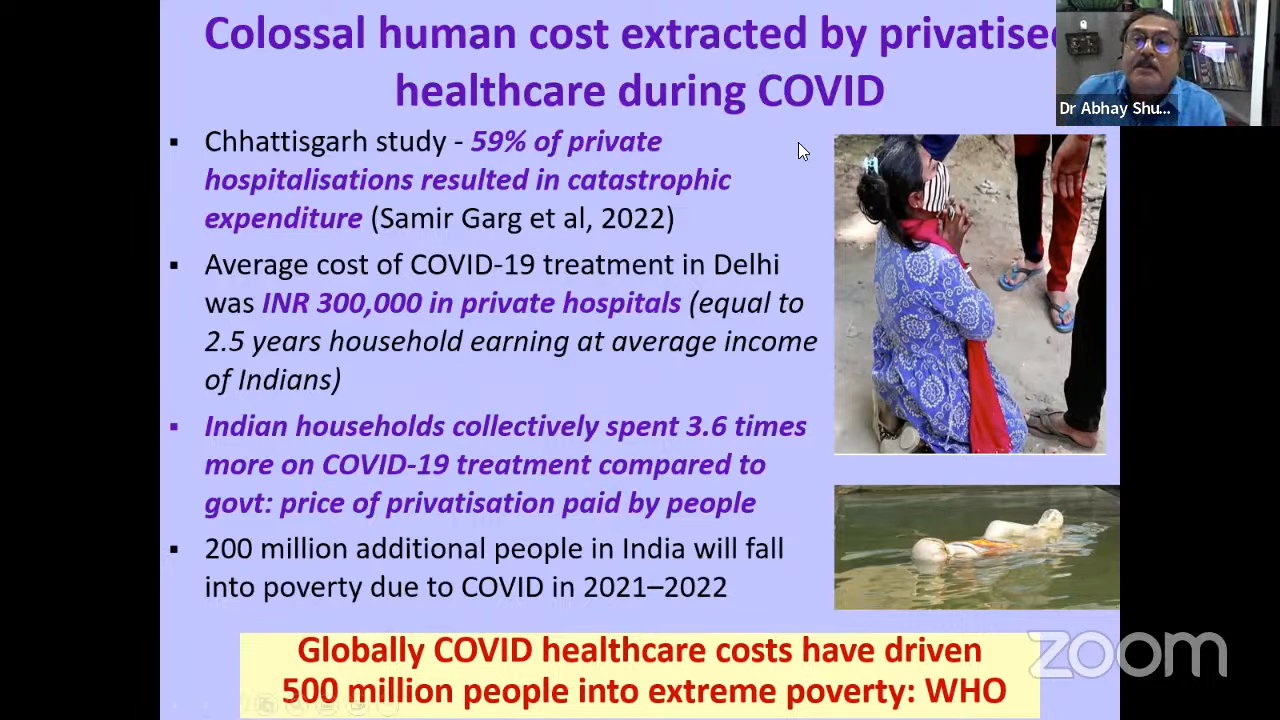 Colossal human cost extracted by privatise
healthcare during COVID
Dr Abhay Shu...
▪ Chhattisgarh study - 59% of private
hospitalisations resulted in catastrophic
expenditure (Samir Garg et al, 2022)
▪ Average cost of COVID-19 treatment in Delhi
was INR 300,000 in private hospitals (equal to
2.5 years household earning at average income
of Indians)
▪ Indian households collectively spent 3.6 times
more on COVID-19 treatment compared to
govt: price of privatisation paid by people
▪ 200 million additional people in India will fall
into poverty due to COVID in 2021–2022
Globally COVID healthcare costs have driven
500 million people into extreme poverty: WHO
zoom